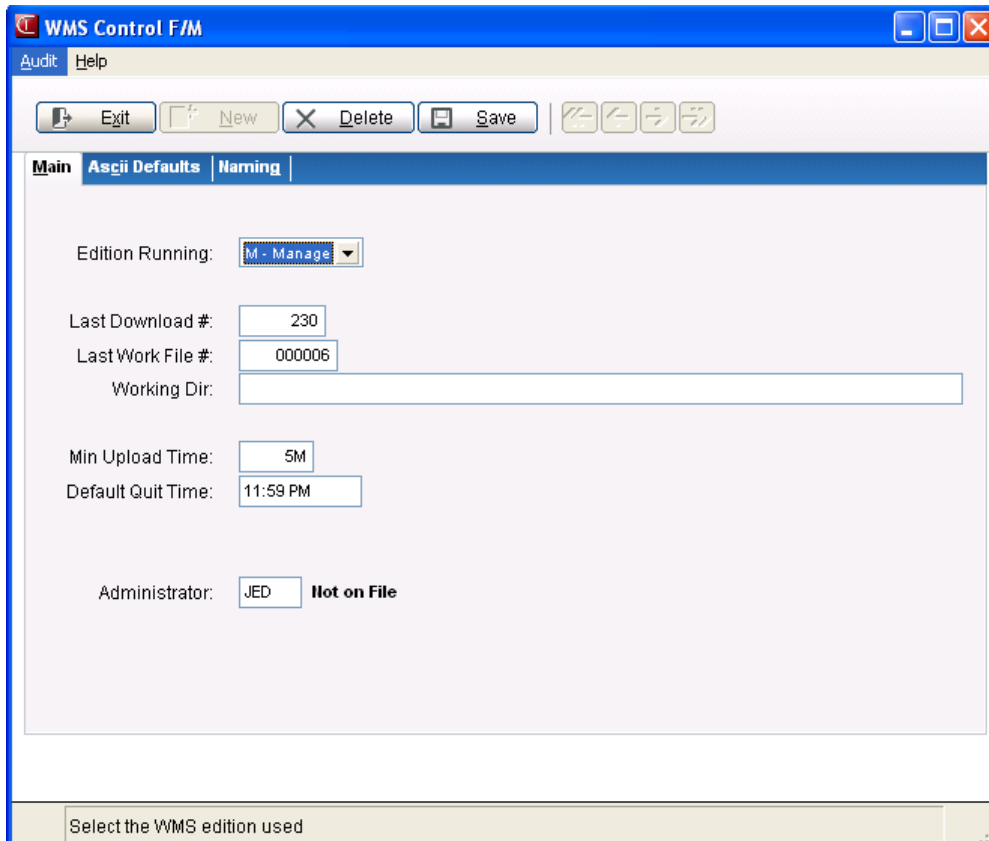 WMS Control F/M
Audit Help
Exit New Delete Save
Main Ascii Defaults Naming
Edition Running: M - Manage
Last Download #: 230
Last Work File #: 000006
Working Dir:
Min Upload Time: 5M
Default Quit Time: 11:59 PM
Administrator: JED Not on File
Select the WMS edition used